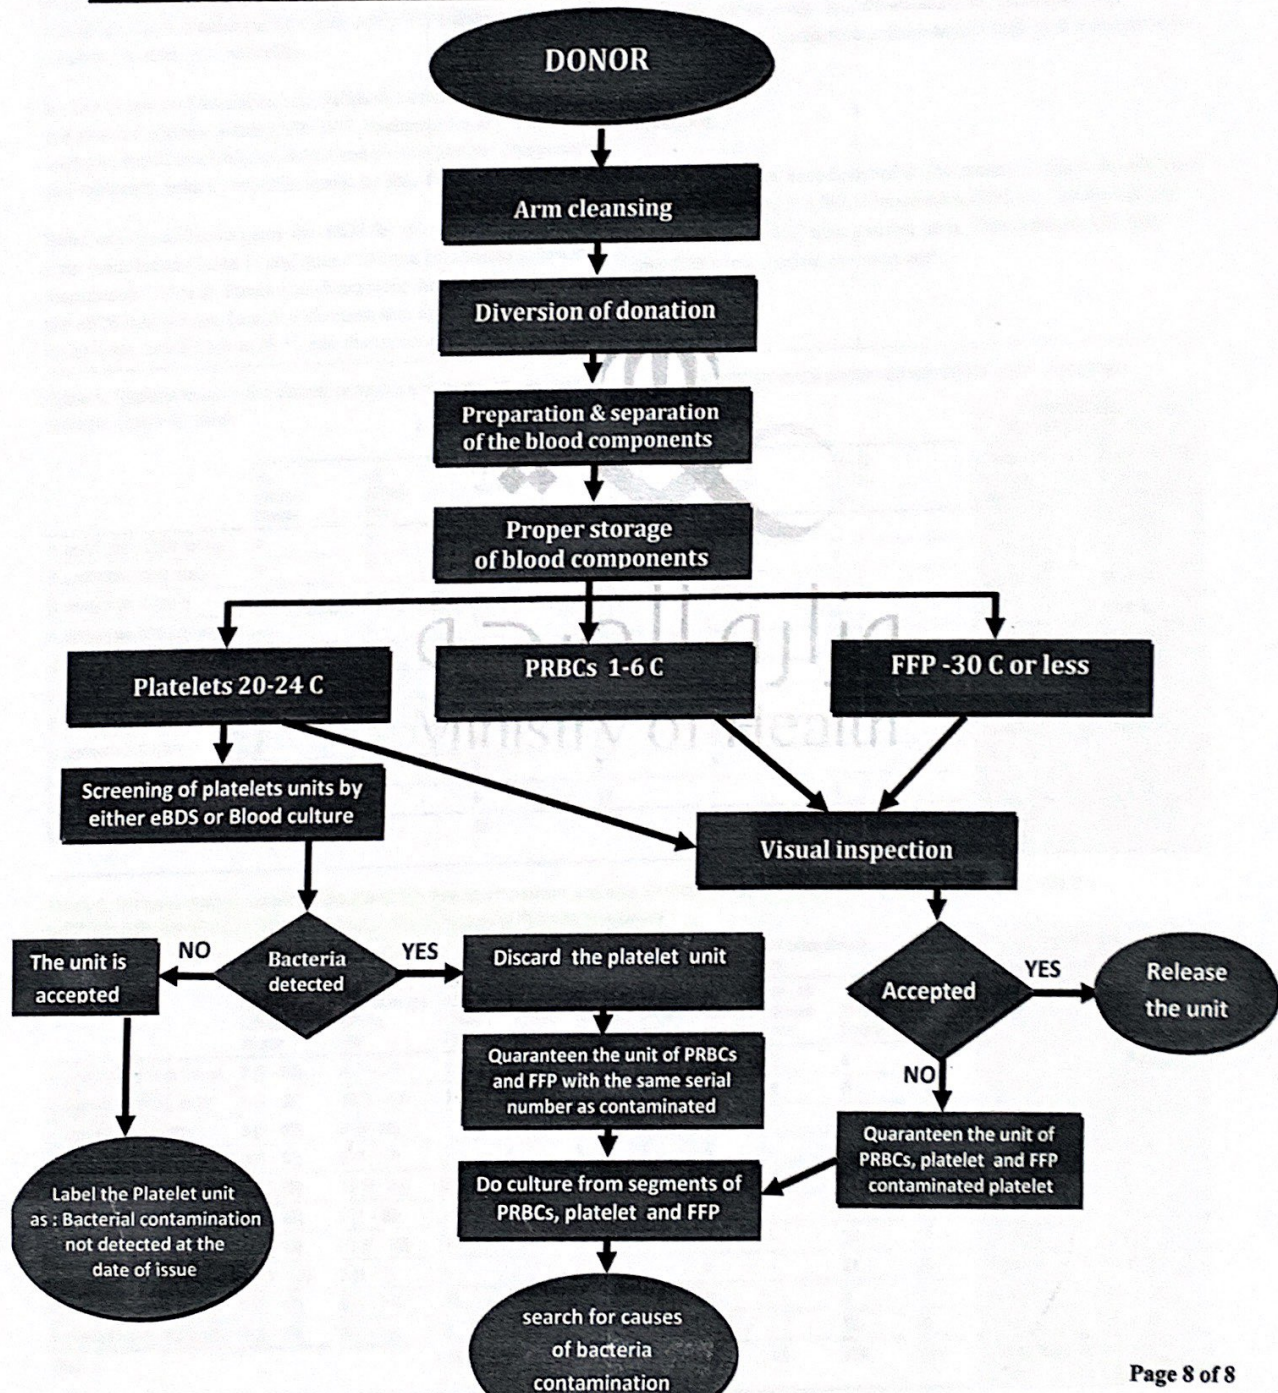 DONOR
Arm cleansing
Diversion of donation
Preparation & separation
of the blood components
Proper storage
of blood components
Platelets 20-24 C
PRBCs 1-6 C
FFP -30 C or less
وزارة الصحة
Ministry of Health
Screening of platelets units by
either eBDS or Blood culture
Visual inspection
The unit is
accepted
NO
Bacteria
detected
YES
Discard the platelet unit
Accepted
YES
Release
the unit
Quaranteen the unit of PRBCs
and FFP with the same serial
number as contaminated
NO
Quaranteen the unit of
PRBCs, platelet and FFP
contaminated platelet
Label the Platelet unit
as : Bacterial contamination
not detected at the
date of issue
Do culture from segments of
PRBCs, platelet and FFP
search for causes
of bacteria
contamination
Page 8 of 8